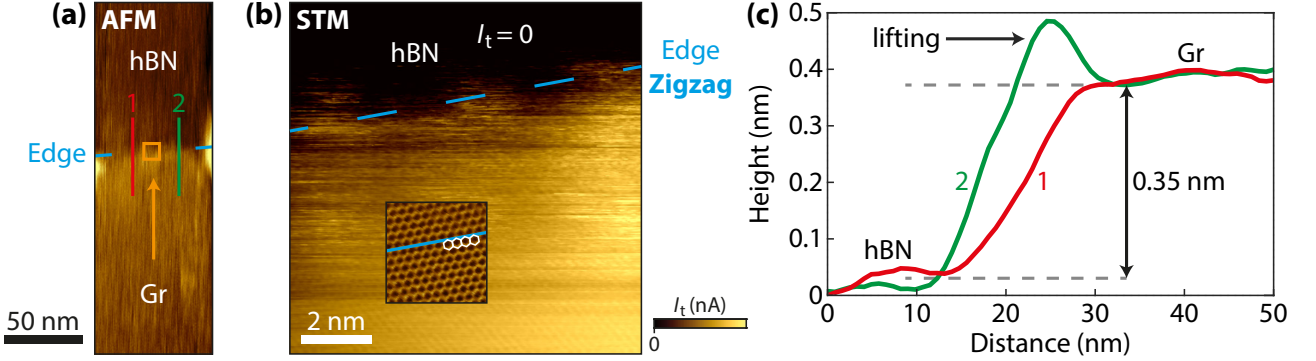 (a) AFM
hBN
1
2
Edge
Gr
50 nm
(b) STM
hBN
It = 0
Edge
Zigzag
2 nm
It (nA)
0
(c)
0.5
0.4
0.3
0.2
0.1
0
Height (nm)
lifting
Gr
2
1
0.35 nm
hBN
0
10
20
30
40
50
Distance (nm)